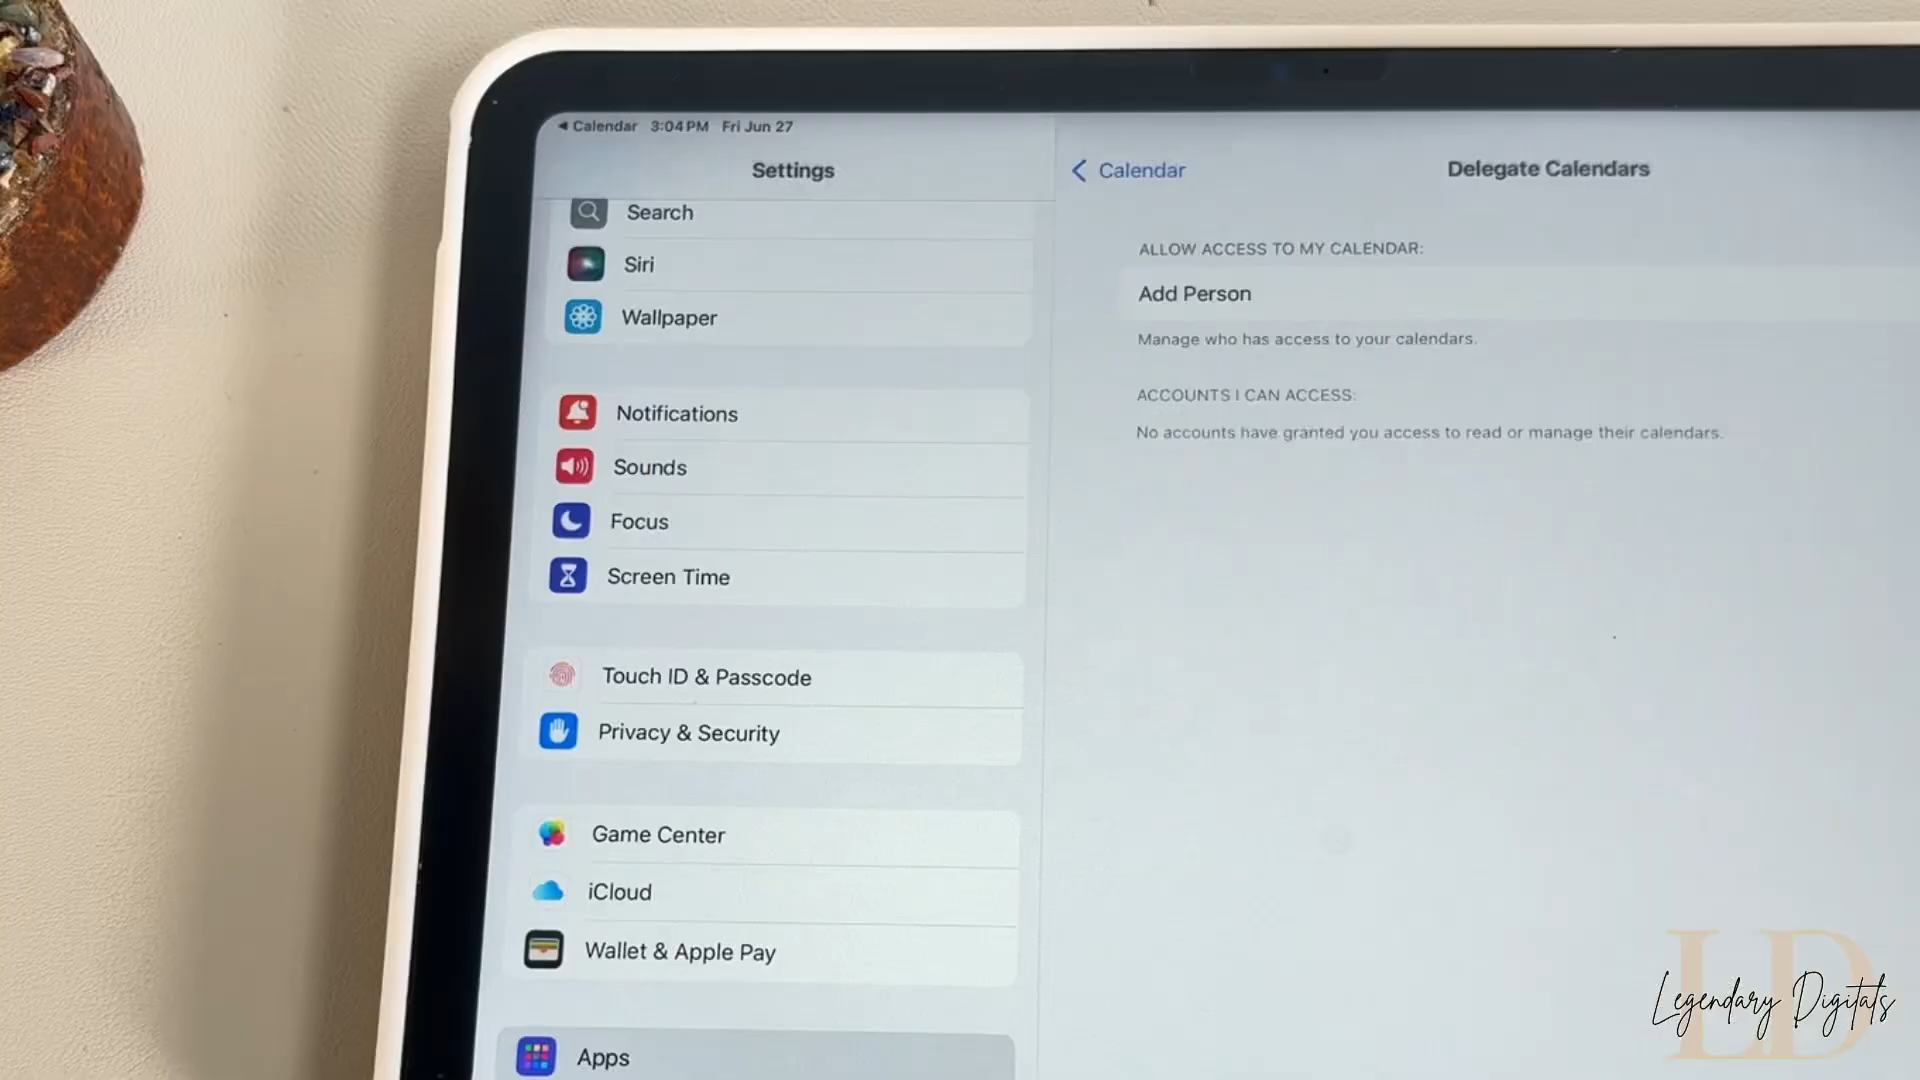 Calendar 3:04 PM Fri Jun 27
Settings
Search
Siri
Wallpaper
Notifications
Sounds
Focus
Screen Time
Touch ID & Passcode
Privacy & Security
Game Center
iCloud
Wallet & Apple Pay
Apps
Calendar
Delegate Calendars
ALLOW ACCESS TO MY CALENDAR:
Add Person
Manage who has access to your calendars.
ACCOUNTS I CAN ACCESS:
No accounts have granted you access to read or manage their calendars.
LD
Legendary Digitals